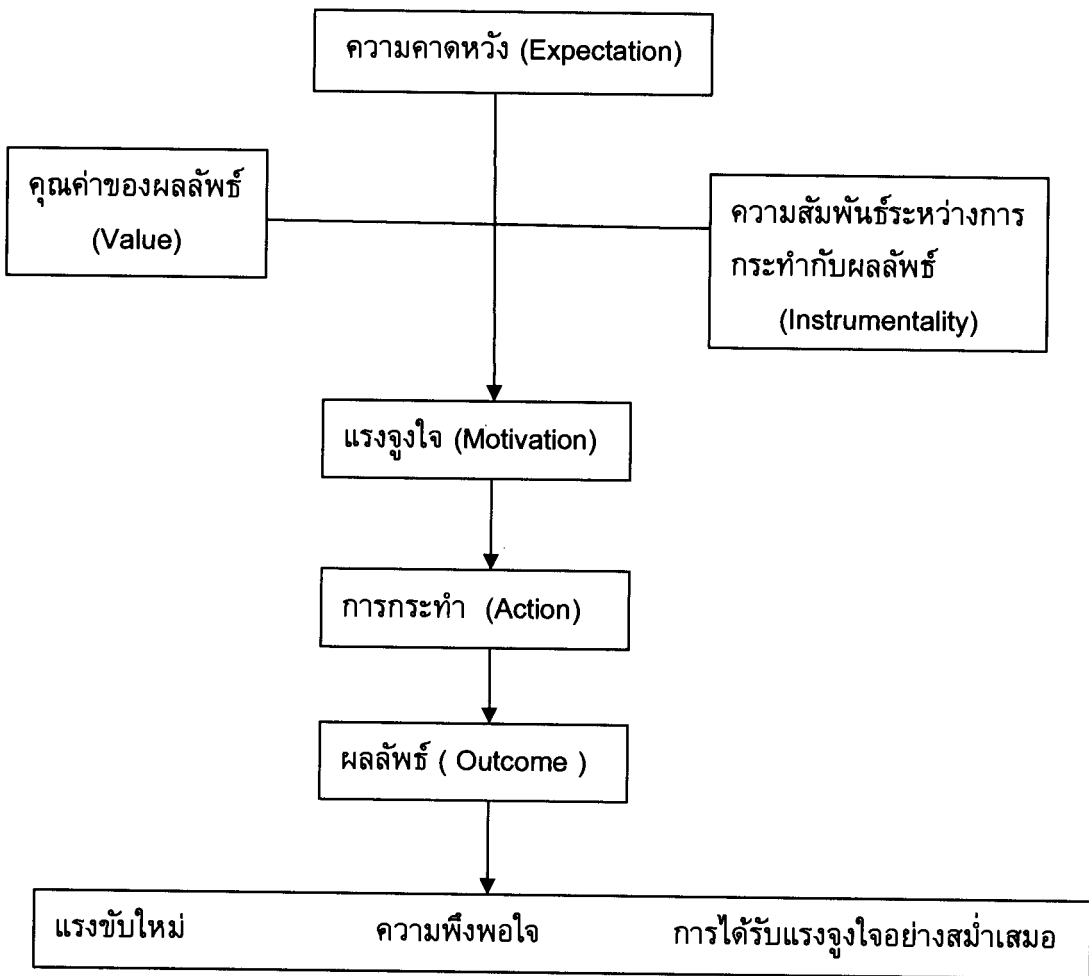 ความคาดหวัง (Expectation)
คุณค่าของผลลัพธ์
(Value)
ความสัมพันธ์ระหว่างการ
กระทำกับผลลัพธ์
(Instrumentality)
แรงจูงใจ (Motivation)
การกระทำ (Action)
ผลลัพธ์ ( Outcome )
แรงขับใหม่ ความพึงพอใจ การได้รับแรงจูงใจอย่างสม่ำเสมอ